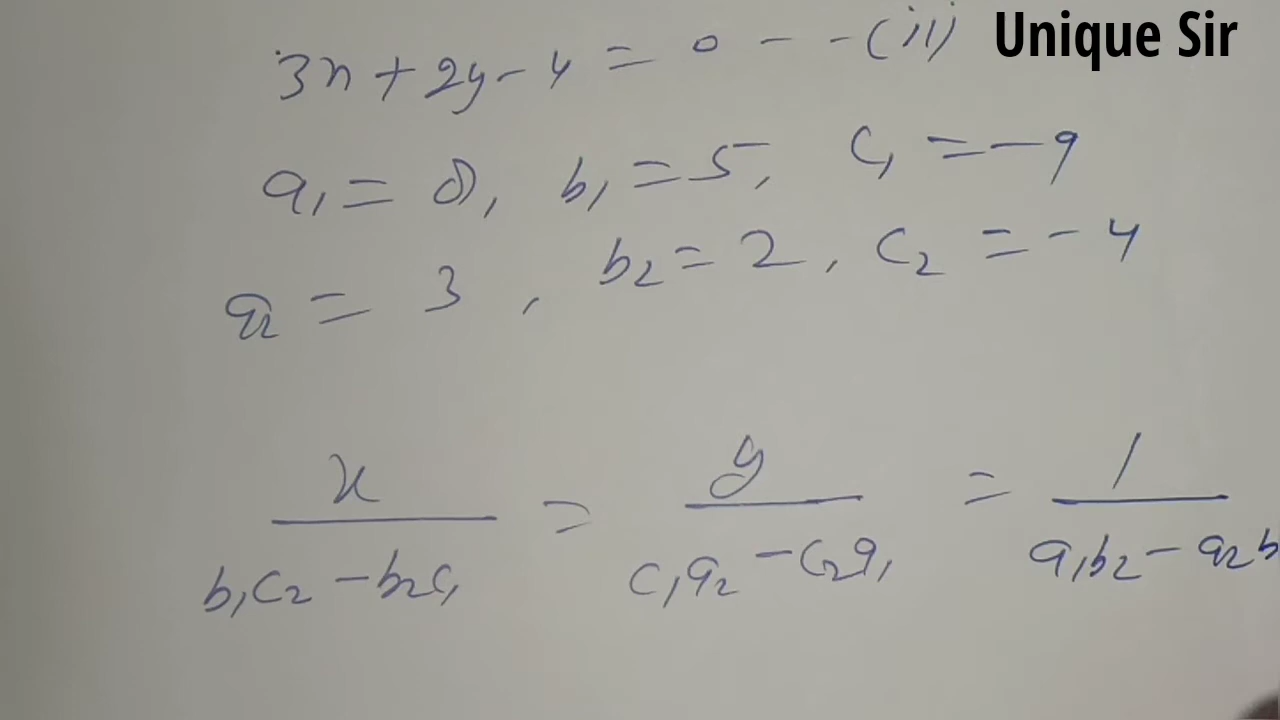 3x + 2y - 4 = 0 - - (ii) Unique Sir
a₁ = 8, b₁ = 5, c₁ = -9
a₂ = 3, b₂ = 2, c₂ = -4
x / b₁c₂ - b₂c₁ = y / c₁a₂ - c₂a₁ = 1 / a₁b₂ - a₂b